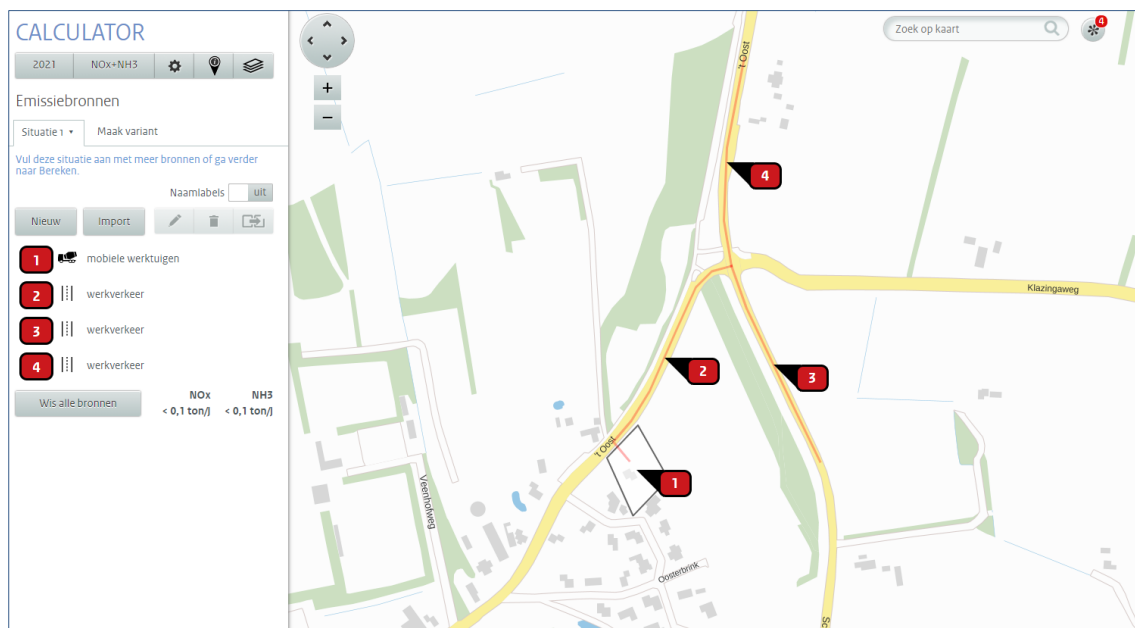 CALCULATOR
2021
NOx+NH3
Emissiebronnen
Situatie 1
Maak variant
Vul deze situatie aan met meer bronnen of ga verder
naar Bereken.
Naamlabels
uit
Nieuw
Import
1
mobiele werktuigen
2
werkverkeer
3
werkverkeer
4
werkverkeer
Wis alle bronnen
NOx
NH3
< 0,1 ton/j
< 0,1 ton/j
+
−
Zoek op kaart
4
't Oost
4
Klazingaweg
2
3
't Oost
1
Veenhofweg
Oosterbrink
Sc